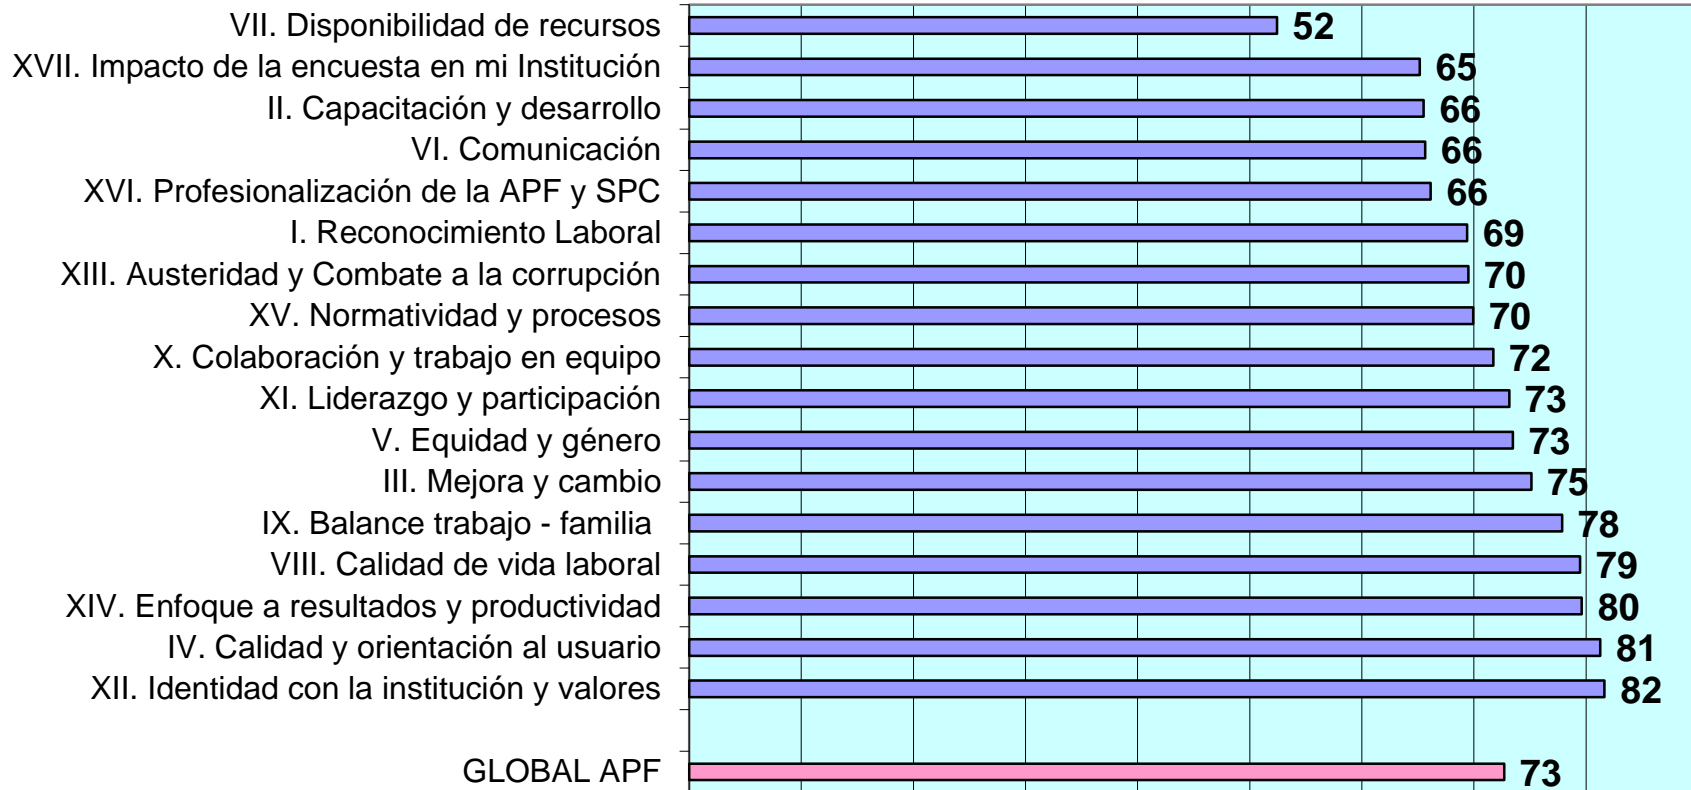 VII. Disponibilidad de recursos 52
XVII. Impacto de la encuesta en mi Institución 65
II. Capacitación y desarrollo 66
VI. Comunicación 66
XVI. Profesionalización de la APF y SPC 66
I. Reconocimiento Laboral 69
XIII. Austeridad y Combate a la corrupción 70
XV. Normatividad y procesos 70
X. Colaboración y trabajo en equipo 72
XI. Liderazgo y participación 73
V. Equidad y género 73
III. Mejora y cambio 75
IX. Balance trabajo - familia 78
VIII. Calidad de vida laboral 79
XIV. Enfoque a resultados y productividad 80
IV. Calidad y orientación al usuario 81
XII. Identidad con la institución y valores 82
GLOBAL APF 73